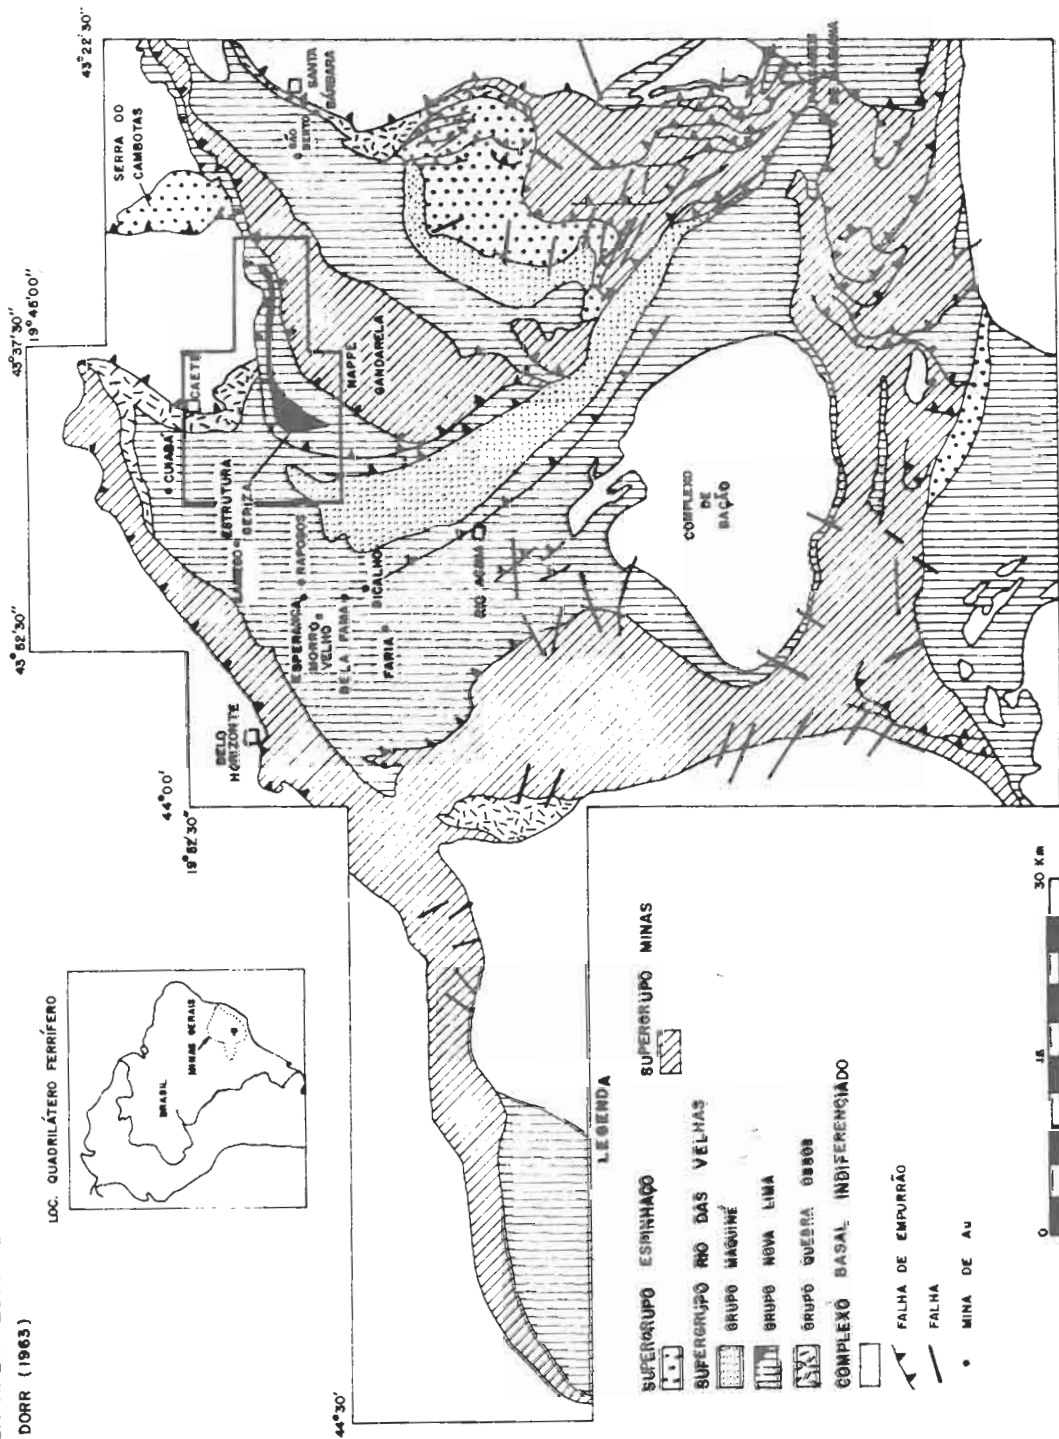 DORR (1963)
LOC. QUADRILÁTERO FERRÍFERO
BRASIL
MINAS GERAIS
43°22'30"
43°37'30"
19°45'00"
43°52'30"
44°00'
19°52'30"
44°30'
SERRA DO
CAMBOTAS
SANTA
BÁRBARA
SÃO
BENTO
CAETÉ
CUIABÁ
ESTRUTURA
GERIZA
LAMEGO
RAPOSOS
ESPERANÇA
MORRO
VELHO
BELA FAMA
BICALHO
FARIA
BELO
HORIZONTE
RIO ACIMA
NAPPE
GANDARELA
COMPLEXO
DE
BAÇÃO
LEGENDA
SUPERGRUPO ESPINHAÇO
SUPERGRUPO RIO DAS VELHAS
GRUPO MAQUINÉ
GRUPO NOVA LIMA
GRUPO QUEBRA OSSOS
COMPLEXO BASAL INDIFERENCIADO
SUPERGRUPO MINAS
FALHA DE EMPURRÃO
FALHA
MINA DE Au
0 15 30 Km